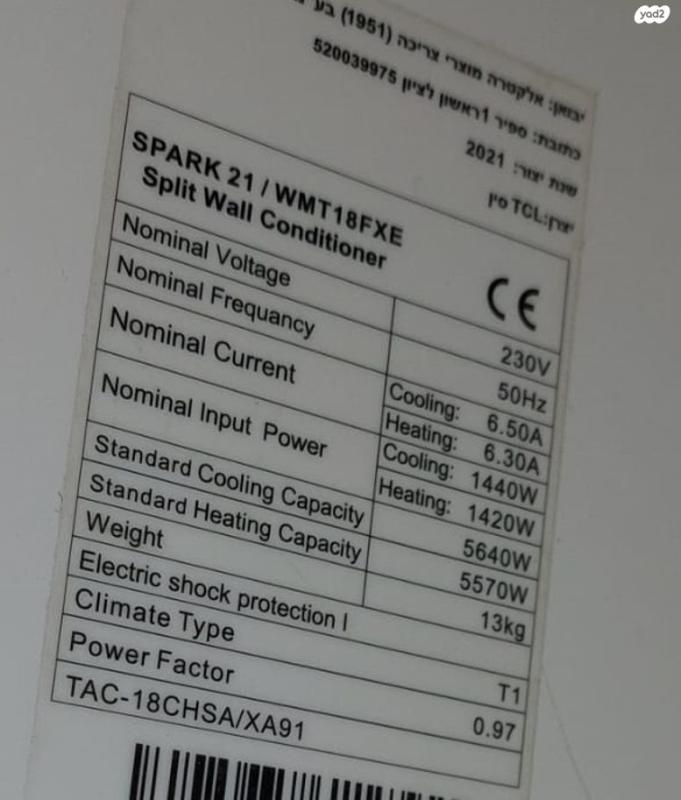 yad2
יבואן: אלקטרה מוצרי צריכה (1951) בע
כתובת: ספיר 1 ראשון לציון 520039975
שנת יצור: 2021
יצרן: TCL סין
SPARK 21 / WMT18FXE
Split Wall Conditioner
CE
Nominal Voltage 230V
Nominal Frequancy 50Hz
Nominal Current Cooling: 6.50A
Heating: 6.30A
Nominal Input Power Cooling: 1440W
Heating: 1420W
Standard Cooling Capacity 5640W
Standard Heating Capacity 5570W
Weight 13kg
Electric shock protection I
Climate Type T1
Power Factor 0.97
TAC-18CHSA/XA91